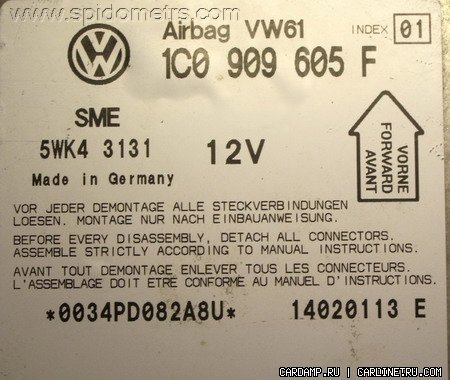 www.spidometrs.com
Airbag VW61 INDEX 01
1C0 909 605 F
SME
5WK4 3131 12V
Made in Germany
VORNE
FORWARD
AVANT
VOR JEDER DEMONTAGE ALLE STECKVERBINDUNGEN
LOESEN. MONTAGE NUR NACH EINBAUANWEISUNG.
BEFORE EVERY DISASSEMBLY, DETACH ALL CONNECTORS.
ASSEMBLE STRICTLY ACCORDING TO MANUAL INSTRUCTIONS.
AVANT TOUT DEMONTAGE ENLEVER TOUS LES CONNECTEURS.
L'ASSEMBLAGE DOIT ETRE CONFORME AU MANUEL D'INSTRUCTIONS.
*0034PD082A8U* 14020113 E
CARDAMP.RU | CARDINETRU.COM